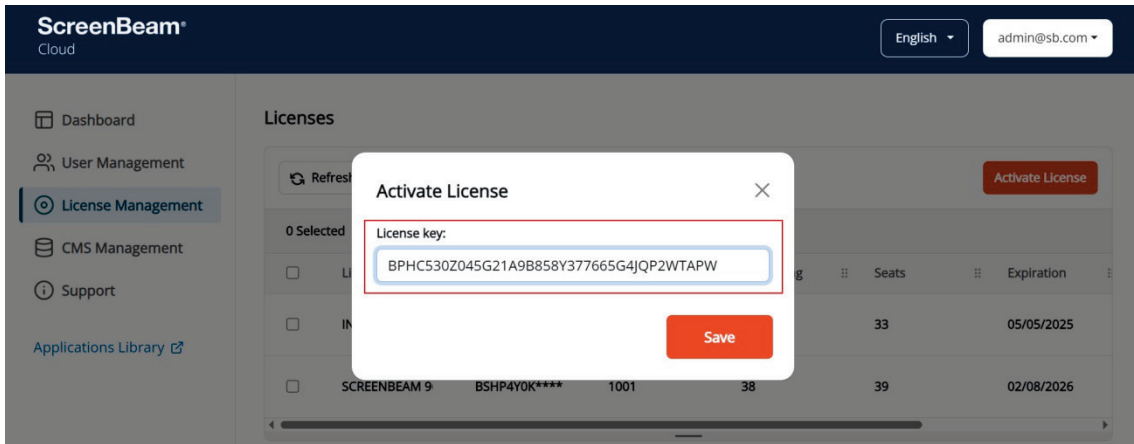 ScreenBeam®
Cloud
English
admin@sb.com
Dashboard
User Management
License Management
CMS Management
Support
Applications Library
Licenses
Refresh
Activate License
0 Selected
Seats
Expiration
33
05/05/2025
SCREENBEAM 9 BSHP4Y0K**** 1001 38 39 02/08/2026
Activate License
License key:
BPHC530Z045G21A9B858Y377665G4JQP2WTAPW
Save